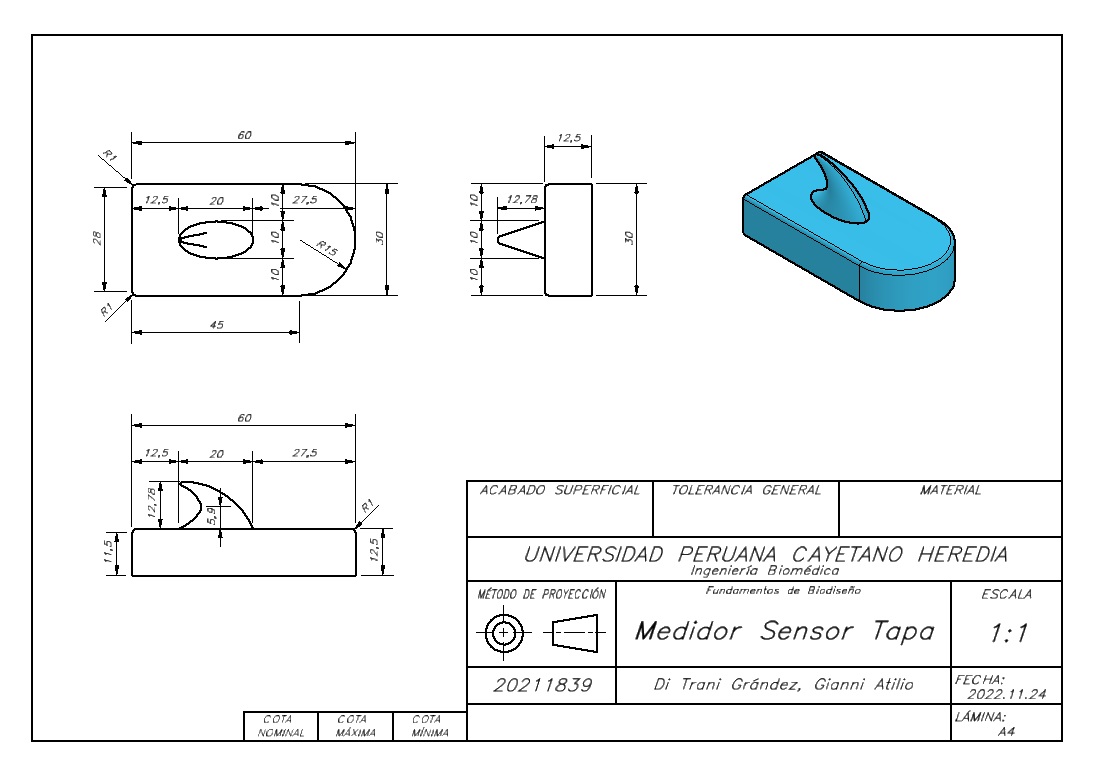 60
12,5
R1
12,5
20
27,5
10
10
10
28
30
R15
R1
45
12,78
10
10
10
30
60
12,5
20
27,5
12,78
5,9
R1
11,5
12,5
ACABADO SUPERFICIAL
TOLERANCIA GENERAL
MATERIAL
UNIVERSIDAD PERUANA CAYETANO HEREDIA
Ingeniería Biomédica
MÉTODO DE PROYECCIÓN
Fundamentos de Biodiseño
ESCALA
Medidor Sensor Tapa
1:1
20211839
Di Trani Grández, Gianni Atilio
FECHA:
2022.11.24
COTA NOMINAL
COTA MÁXIMA
COTA MÍNIMA
LÁMINA:
A4